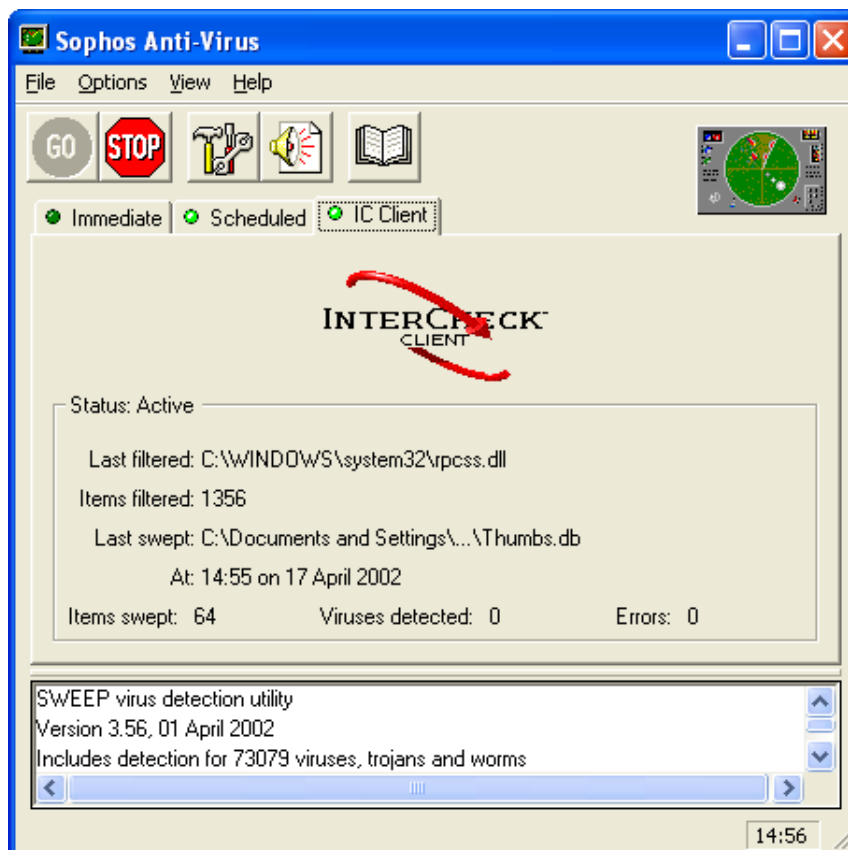 Sophos Anti-Virus
File Options View Help
GO STOP
Immediate Scheduled IC Client
INTERCHECK
CLIENT
Status: Active
Last filtered: C:\WINDOWS\system32\rpcss.dll
Items filtered: 1356
Last swept: C:\Documents and Settings\...\Thumbs.db
At: 14:55 on 17 April 2002
Items swept: 64 Viruses detected: 0 Errors: 0
SWEEP virus detection utility
Version 3.56, 01 April 2002
Includes detection for 73079 viruses, trojans and worms
14:56